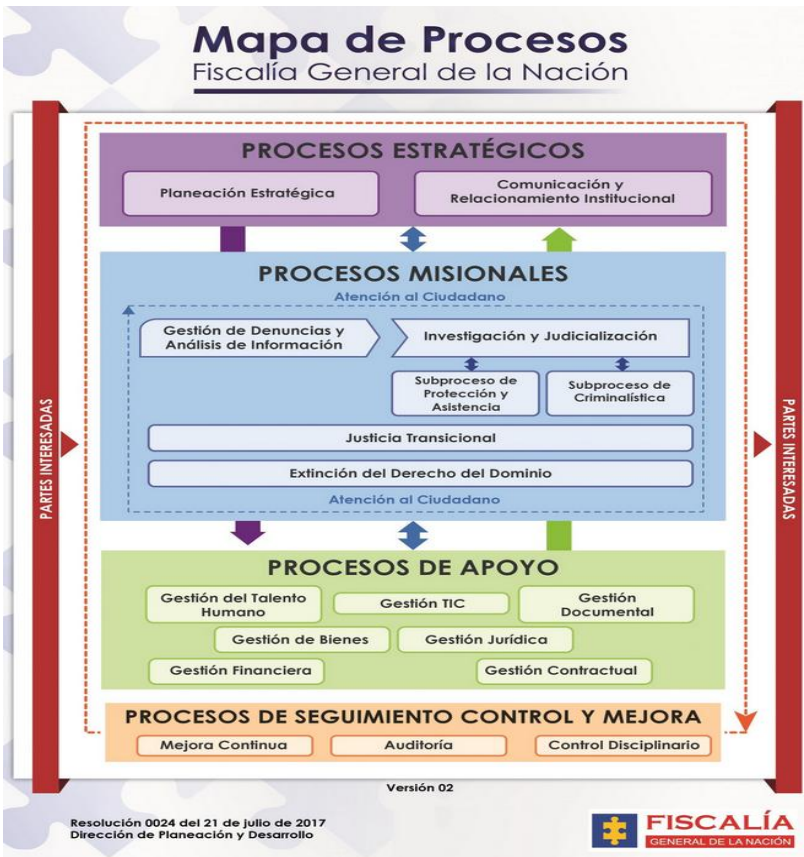 Mapa de Procesos
Fiscalía General de la Nación
PARTES INTERESADAS
PROCESOS ESTRATÉGICOS
Planeación Estratégica
Comunicación y
Relacionamiento Institucional
PROCESOS MISIONALES
Atención al Ciudadano
Gestión de Denuncias y
Análisis de Información
Investigación y Judicialización
Subproceso de
Protección y
Asistencia
Subproceso de
Criminalística
Justicia Transicional
Extinción del Derecho del Dominio
Atención al Ciudadano
PROCESOS DE APOYO
Gestión del Talento
Humano
Gestión TIC
Gestión
Documental
Gestión de Bienes
Gestión Jurídica
Gestión Financiera
Gestión Contractual
PROCESOS DE SEGUIMIENTO CONTROL Y MEJORA
Mejora Continua
Auditoría
Control Disciplinario
PARTES INTERESADAS
Versión 02
Resolución 0024 del 21 de julio de 2017
Dirección de Planeación y Desarrollo
FISCALÍA
GENERAL DE LA NACIÓN